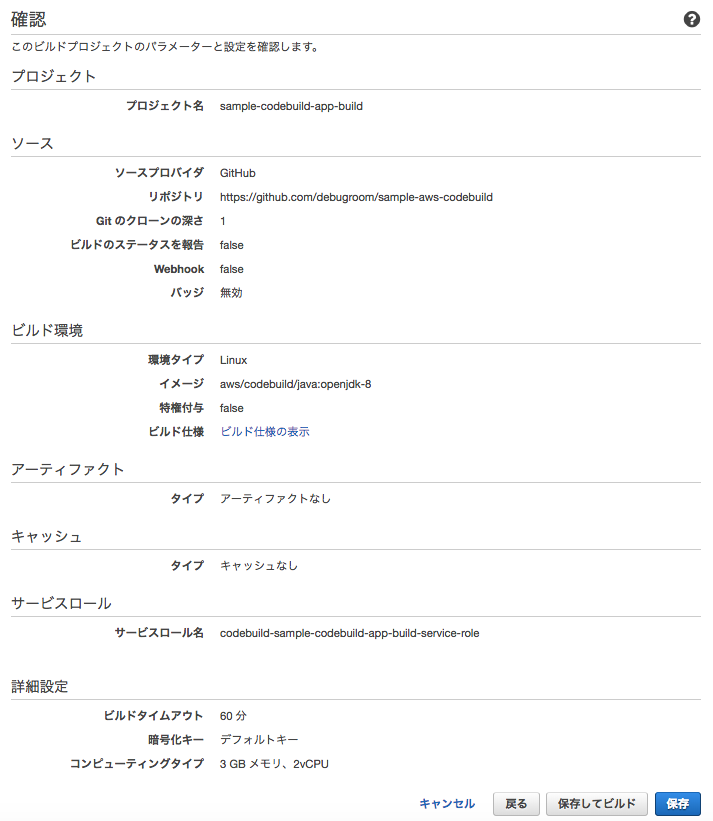 確認
このビルドプロジェクトのパラメーターと設定を確認します。
プロジェクト
プロジェクト名 sample-codebuild-app-build
ソース
ソースプロバイダ GitHub
リポジトリ https://github.com/debugroom/sample-aws-codebuild
Git のクローンの深さ 1
ビルドのステータスを報告 false
Webhook false
バッジ 無効
ビルド環境
環境タイプ Linux
イメージ aws/codebuild/java:openjdk-8
特権付与 false
ビルド仕様 ビルド仕様の表示
アーティファクト
タイプ アーティファクトなし
キャッシュ
タイプ キャッシュなし
サービスロール
サービスロール名 codebuild-sample-codebuild-app-build-service-role
詳細設定
ビルドタイムアウト 60 分
暗号化キー デフォルトキー
コンピューティングタイプ 3 GB メモリ、2vCPU
キャンセル 戻る 保存してビルド 保存